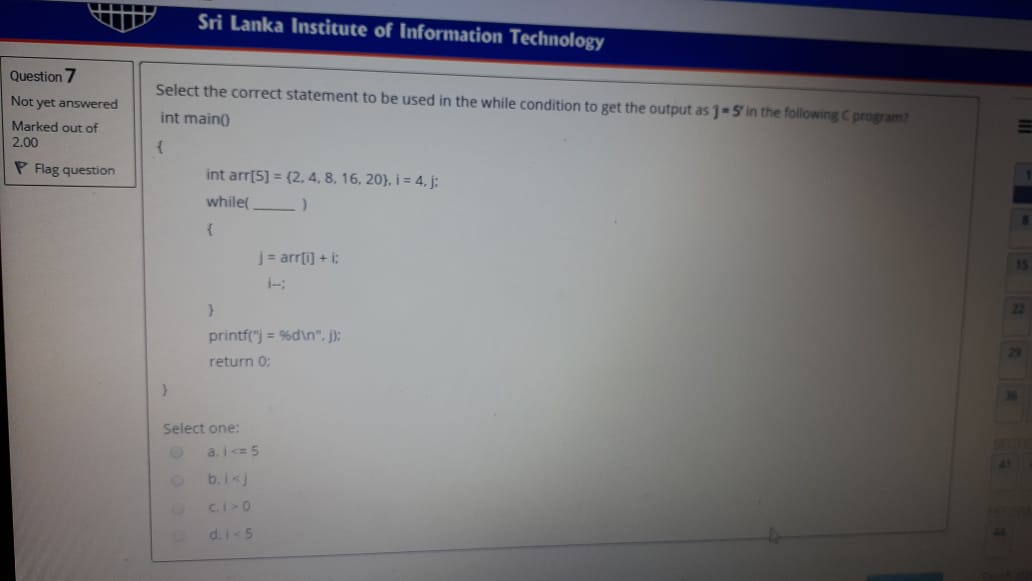 Sri Lanka Institute of Information Technology
Question 7
Not yet answered
Marked out of
2.00
Flag question
Select the correct statement to be used in the while condition to get the output as 'j = 5' in the following C program?
int main()
{
int arr[5] = {2, 4, 8, 16, 20}, i = 4, j;
while( _____ )
{
j = arr[i] + i;
i--;
}
printf("j = %d\n", j);
return 0;
}
Select one:
a. i <= 5
b. i < j
c. i > 0
d. i < 5
1
8
15
22
29
36
41
44